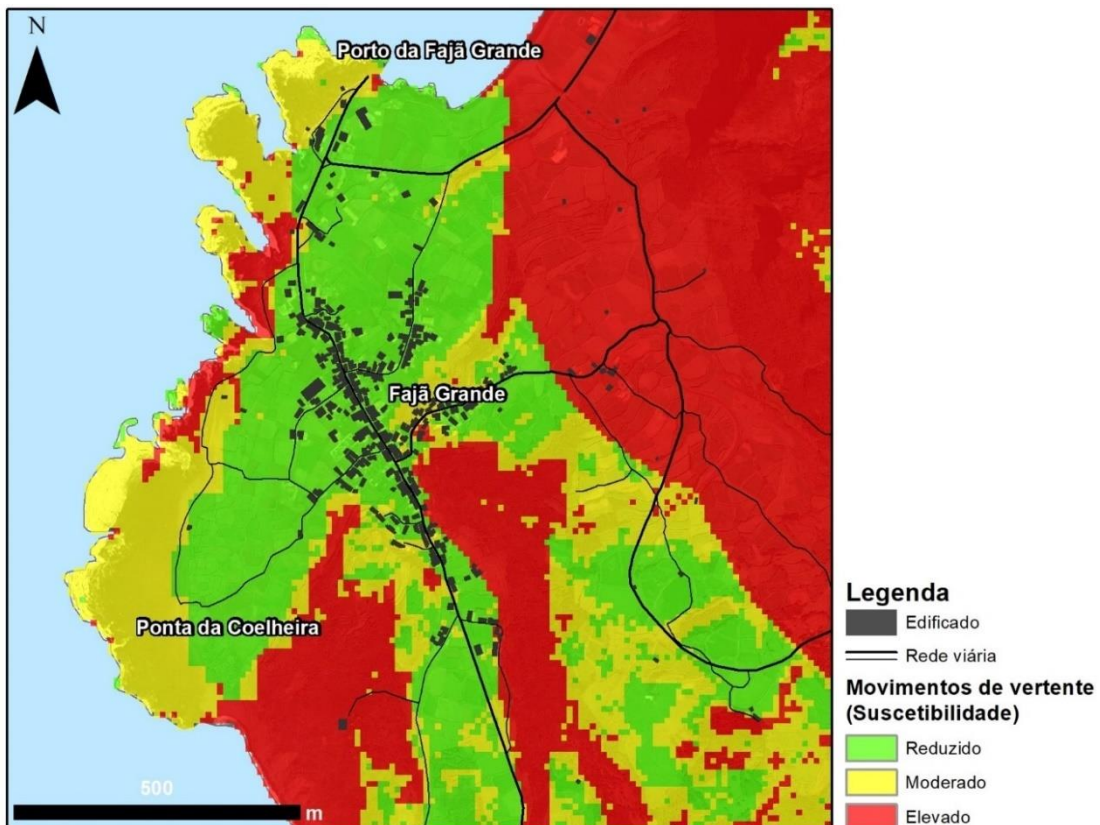 N
Porto da Fajã Grande
Fajã Grande
Ponta da Coelheira
500
m
Legenda
Edificado
Rede viária
Movimentos de vertente
(Suscetibilidade)
Reduzido
Moderado
Elevado